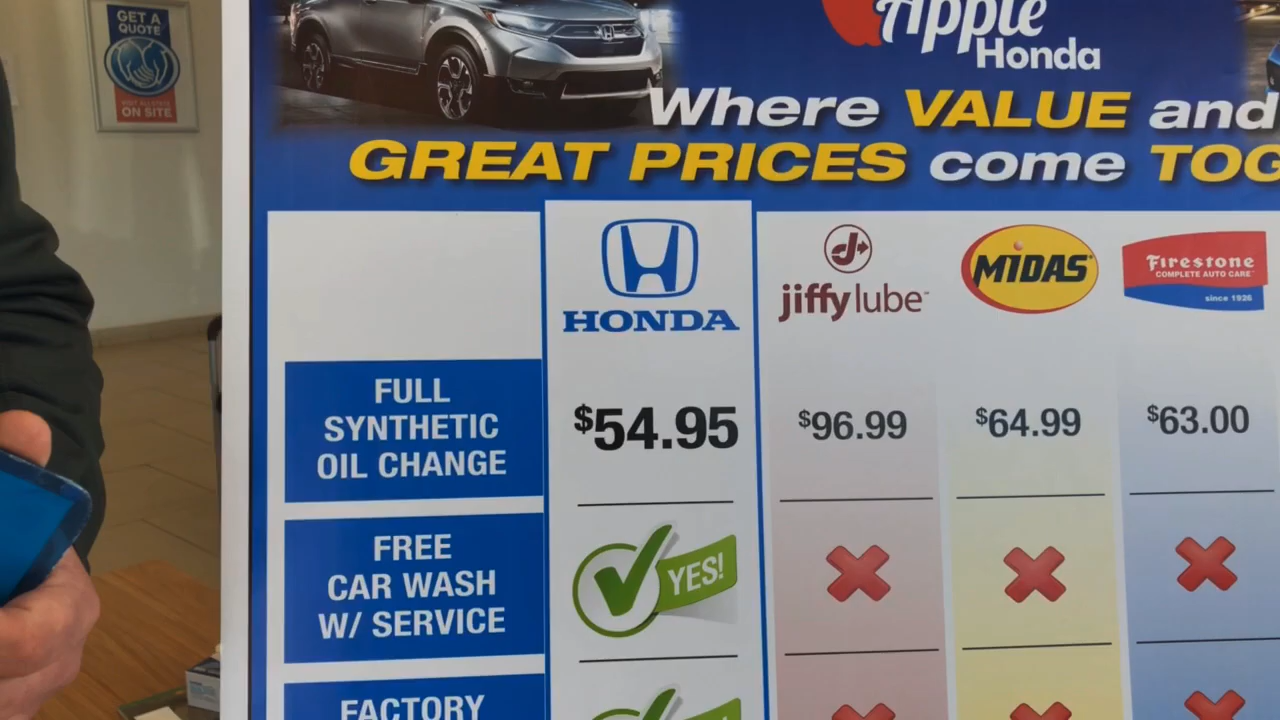 GET A
QUOTE
ON SITE
Apple
Honda
Where VALUE and
GREAT PRICES come TOG
HONDA
jiffy lube
MIDAS
Firestone
COMPLETE AUTO CARE
since 1926
FULL
SYNTHETIC
OIL CHANGE
$54.95
$96.99
$64.99
$63.00
FREE
CAR WASH
W/ SERVICE
YES!
FACTORY